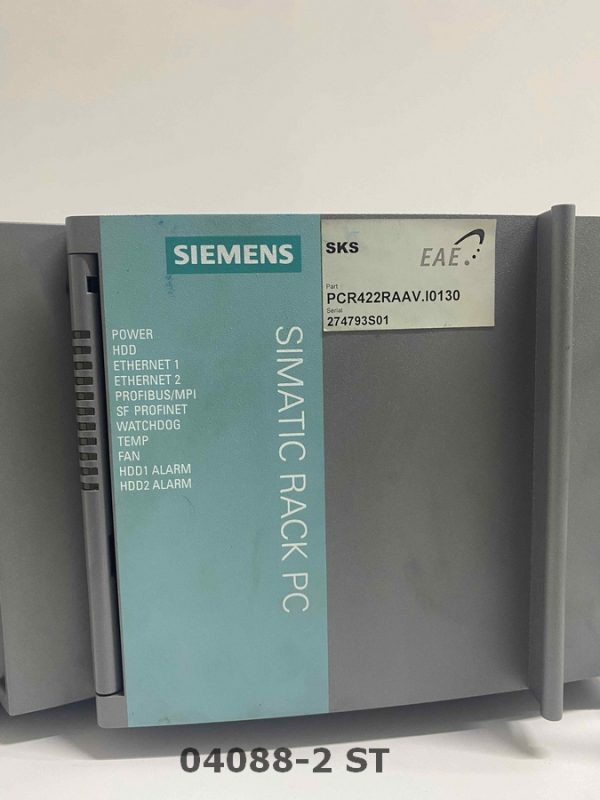 SIEMENS
SKS
EAE
Part
PCR422RAAV.I0130
Serial
274793S01
POWER
HDD
ETHERNET 1
ETHERNET 2
PROFIBUS/MPI
SF PROFINET
WATCHDOG
TEMP
FAN
HDD1 ALARM
HDD2 ALARM
SIMATIC RACK PC
04088-2 ST